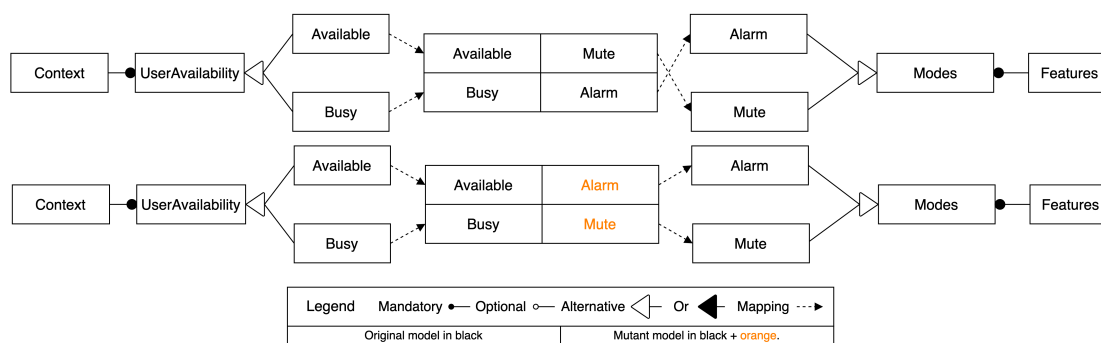 Available
Alarm
Available Mute
Context UserAvailability Modes Features
Busy Alarm
Busy
Mute
Available
Alarm
Available Alarm
Context UserAvailability Modes Features
Busy Mute
Busy
Mute
Legend Mandatory Optional Alternative Or Mapping
Original model in black Mutant model in black + orange.